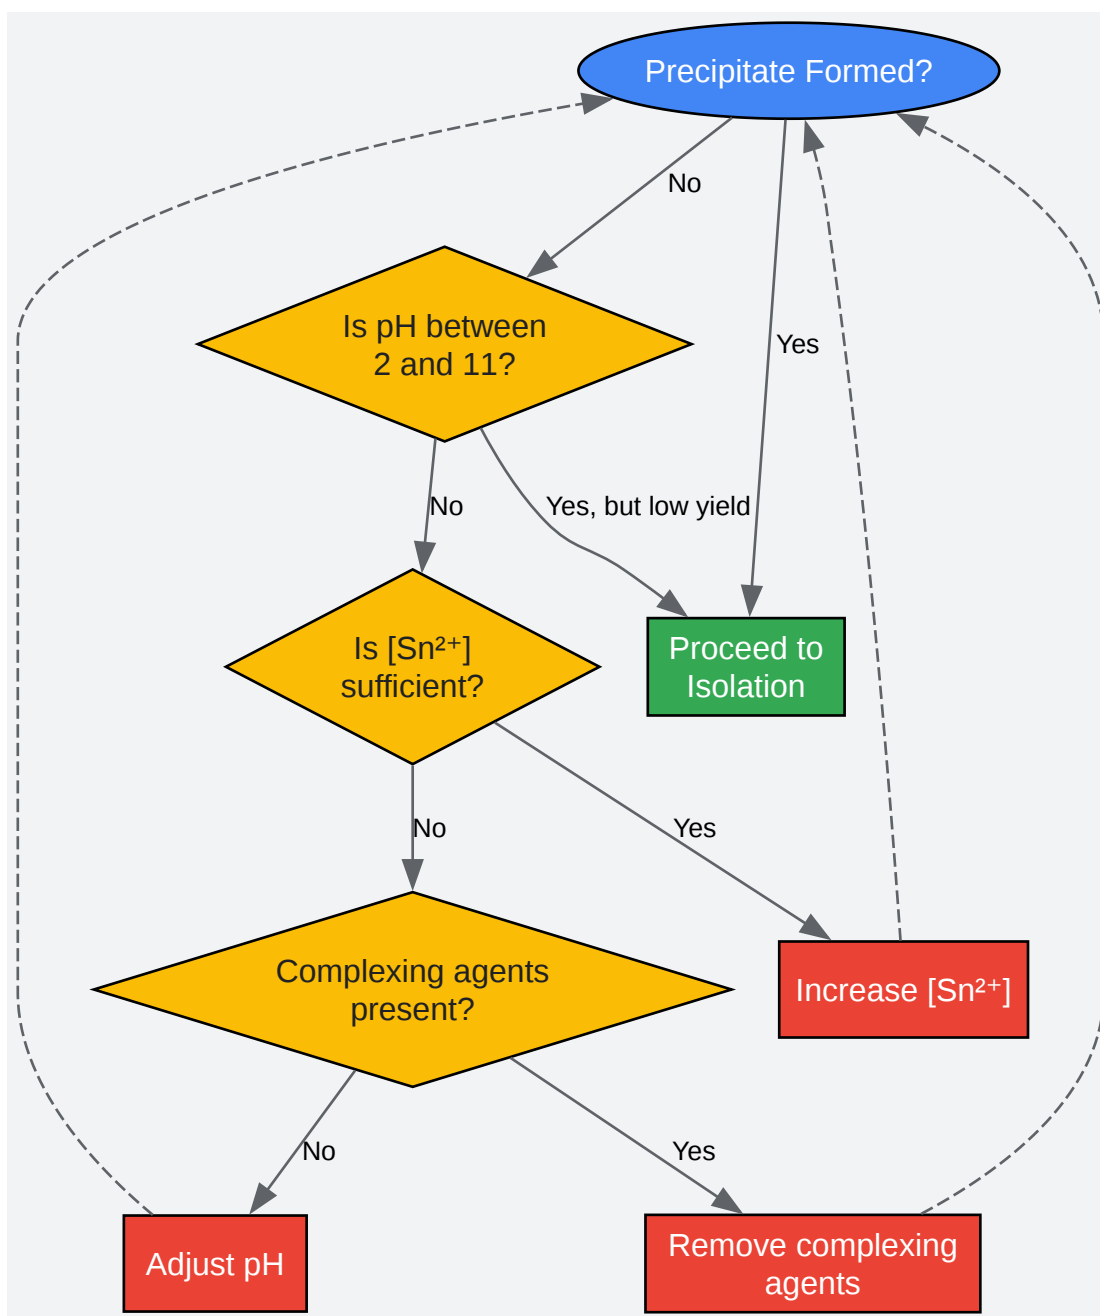 Precipitate Formed?
No
Is pH between
2 and 11?
Yes
No
Yes, but low yield
Is [Sn²⁺]
sufficient?
Proceed to
Isolation
No
Yes
Complexing agents
present?
Increase [Sn²⁺]
No
Yes
Adjust pH
Remove complexing
agents